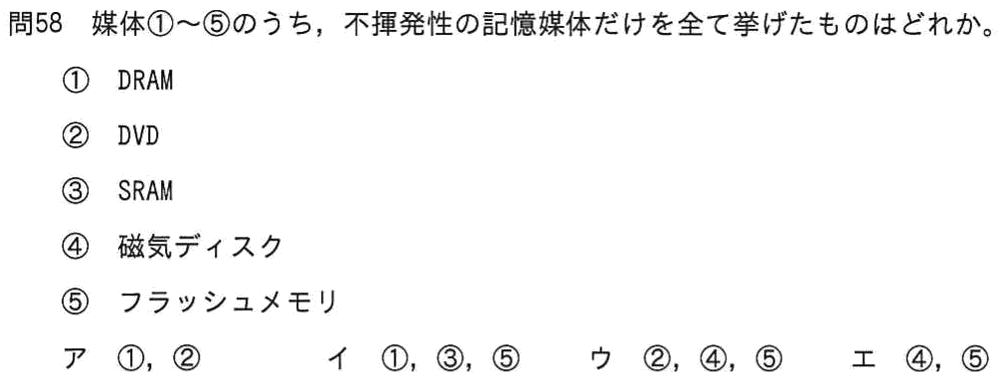 問58 媒体①～⑤のうち，不揮発性の記憶媒体だけを全て挙げたものはどれか。
① DRAM
② DVD
③ SRAM
④ 磁気ディスク
⑤ フラッシュメモリ
ア ①，② イ ①，③，⑤ ウ ②，④，⑤ エ ④，⑤